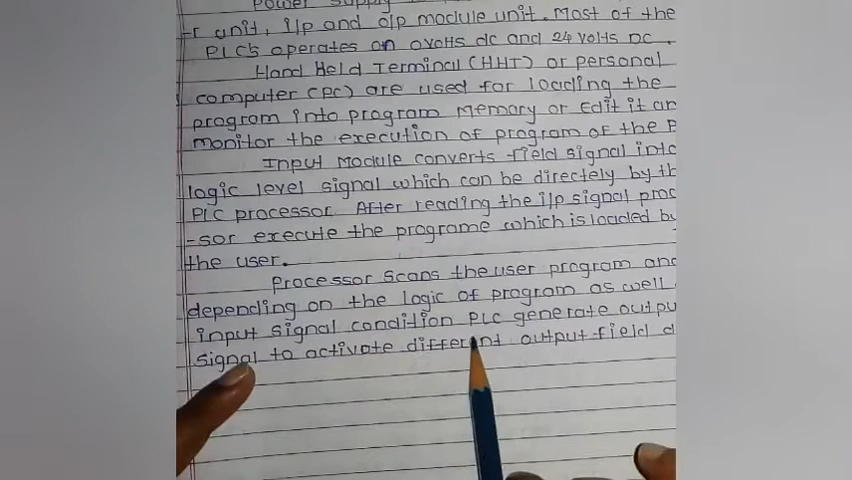 Power supply
-r unit, i/p and o/p module unit. Most of the
PLC's operates on 0volts dc and 24 volts DC.
Hand Held Terminal (HHT) or personal
computer (PC) are used for loading the
program into program Memory or Edit it
monitor the execution of program of the
Input Module converts field signal into
logic level signal which can be directely by
PLC processor. After reading the i/p signal
-sor execute the programe which is loaded by
the user.
Processor scans the user program and
depending on the logic of program as well
input signal condition PLC generate
signal to activate different output field